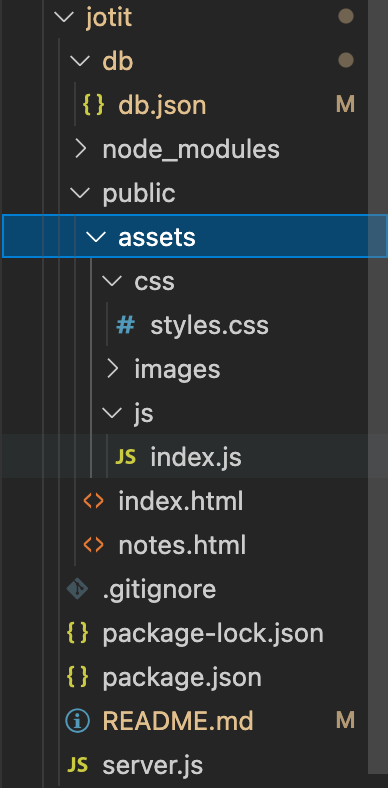 jotit
db
{} db.json M
node_modules
public
assets
css
# styles.css
images
js
JS index.js
<> index.html
<> notes.html
.gitignore
{} package-lock.json
{} package.json
i README.md M
JS server.js